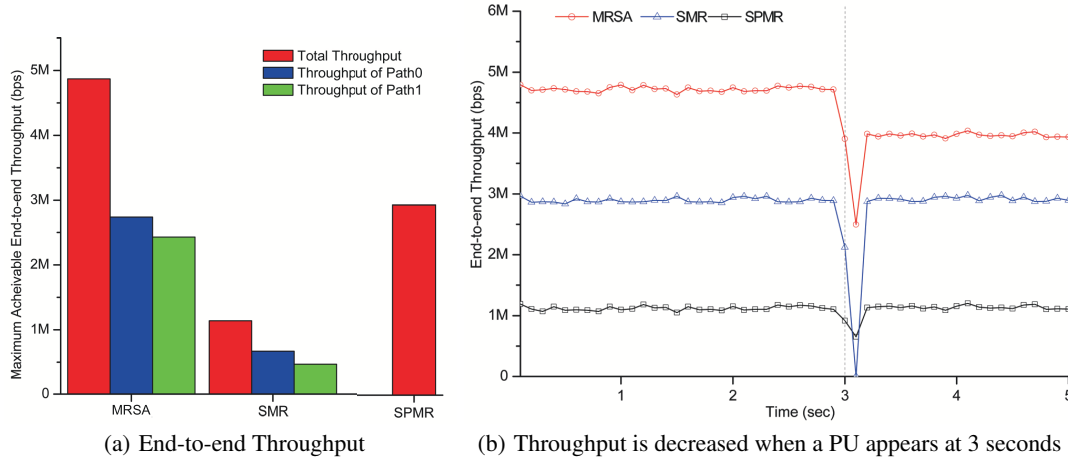 Maximum Acheivable End-to-end Throughput (bps)
5M
4M
3M
2M
1M
0
Total Throughput
Throughput of Path0
Throughput of Path1
MRSA
SMR
SPMR
(a) End-to-end Throughput
End-to-end Throughput (bps)
6M
5M
4M
3M
2M
1M
0
MRSA SMR SPMR
1 2 3 4 5
Time (sec)
(b) Throughput is decreased when a PU appears at 3 seconds